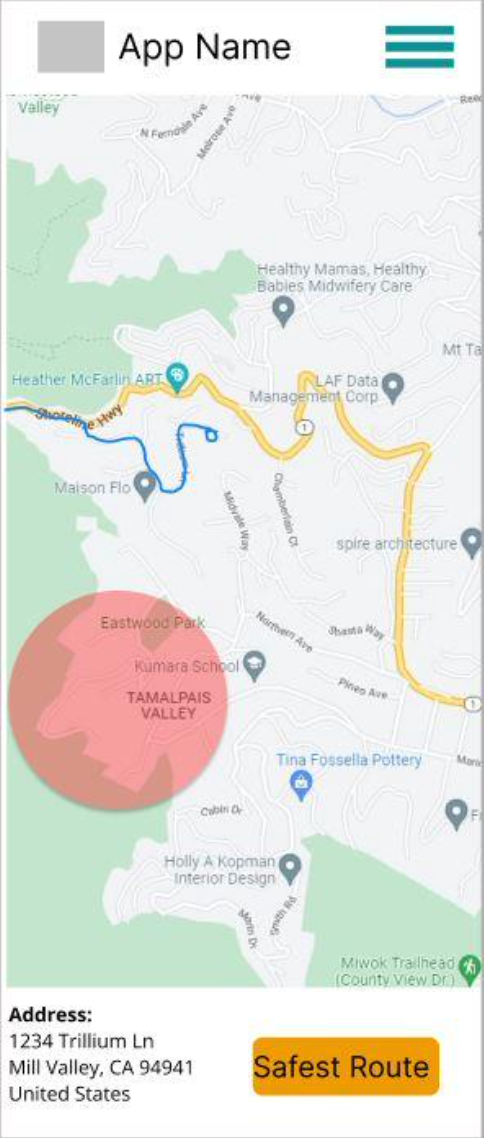 App Name
Valley
N Ferndale Ave
Melrose Ave
Ave
Healthy Mamas, Healthy
Babies Midwifery Care
Mt Ta
Heather McFarlin ART
LAF Data
Management Corp
Shoreline Hwy
1
Maison Flo
Midvale Way
Chamberlain Ct
spire architecture
Eastwood Park
Northern Ave
Shasta Way
Kumara School
TAMALPAIS
VALLEY
Pineo Ave
1
Tina Fossella Pottery
Marin
Cabin Dr
F
Holly A Kopman
Interior Design
Marin Dr
Smith Rd
Miwok Trailhead
(County View Dr.)
Address:
1234 Trillium Ln
Mill Valley, CA 94941
United States
Safest Route